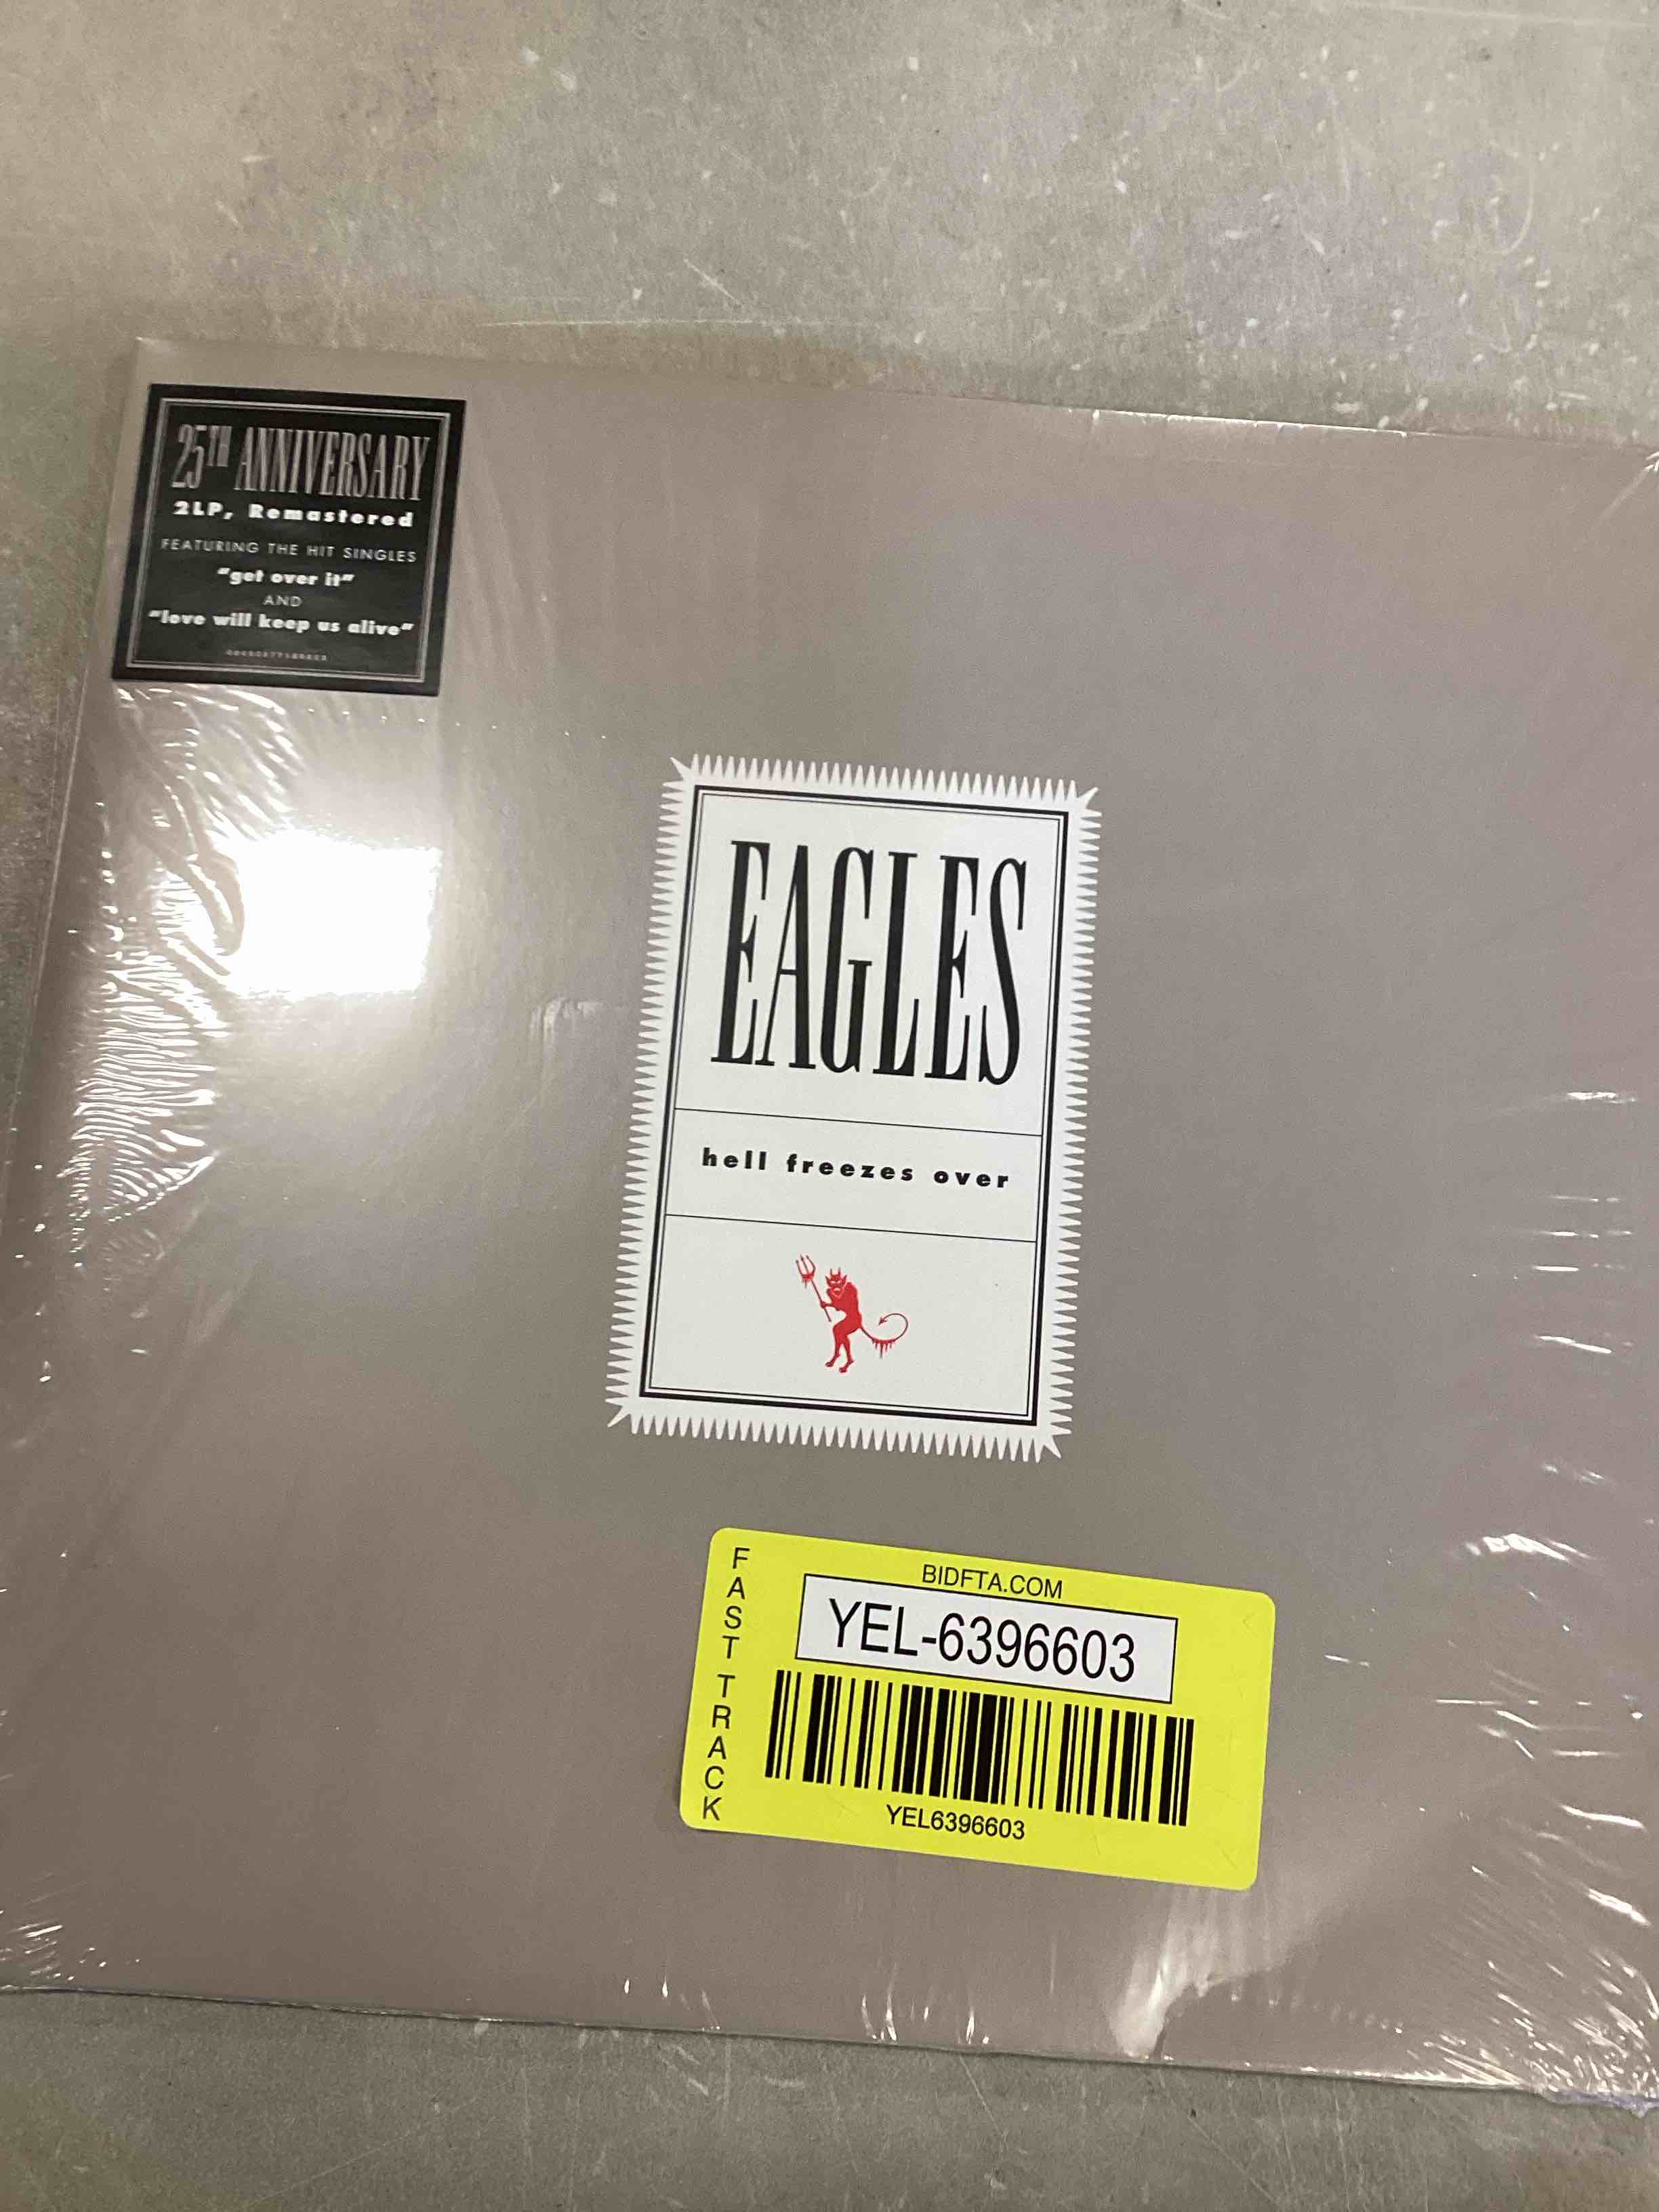 25TH ANNIVERSARY
2LP, Remastered
FEATURING THE HIT SINGLES
"get over it"
AND
"love will keep us alive"
EAGLES
hell freezes over
FAST TRACK
BIDFTA.COM
YEL-6396603
YEL6396603